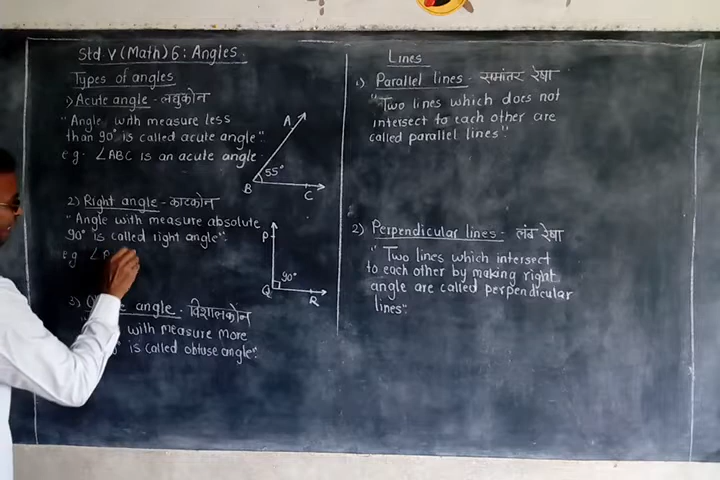 Std. V (Math) 6 : Angles.
Types of angles
1) Acute angle - लघुकोन
"Angle with measure less
than 90° is called acute angle".
e.g. ∠ABC is an acute angle.
A
55°
B
C
2) Right angle - काटकोन
"Angle with measure absolute
90° is called right angle".
e.g ∠
P
90°
Q
R
3) angle - विशालकोन
with measure more
is called obtuse angle".
Lines
1) Parallel lines - समांतर रेषा
"Two lines which does not
intersect to each other are
called parallel lines".
2) Perpendicular lines - लंब रेषा
"Two lines which intersect
to each other by making right
angle are called perpendicular
lines".